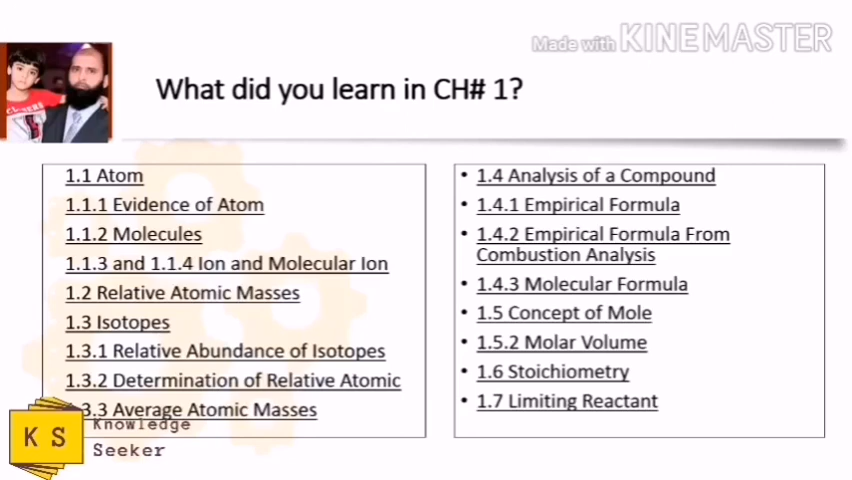 Made with KINEMASTER
What did you learn in CH# 1?
1.1 Atom
1.1.1 Evidence of Atom
1.1.2 Molecules
1.1.3 and 1.1.4 Ion and Molecular Ion
1.2 Relative Atomic Masses
1.3 Isotopes
1.3.1 Relative Abundance of Isotopes
1.3.2 Determination of Relative Atomic
.3.3 Average Atomic Masses
• 1.4 Analysis of a Compound
• 1.4.1 Empirical Formula
• 1.4.2 Empirical Formula From
Combustion Analysis
• 1.4.3 Molecular Formula
• 1.5 Concept of Mole
• 1.5.2 Molar Volume
• 1.6 Stoichiometry
• 1.7 Limiting Reactant
K S
Knowledge
Seeker